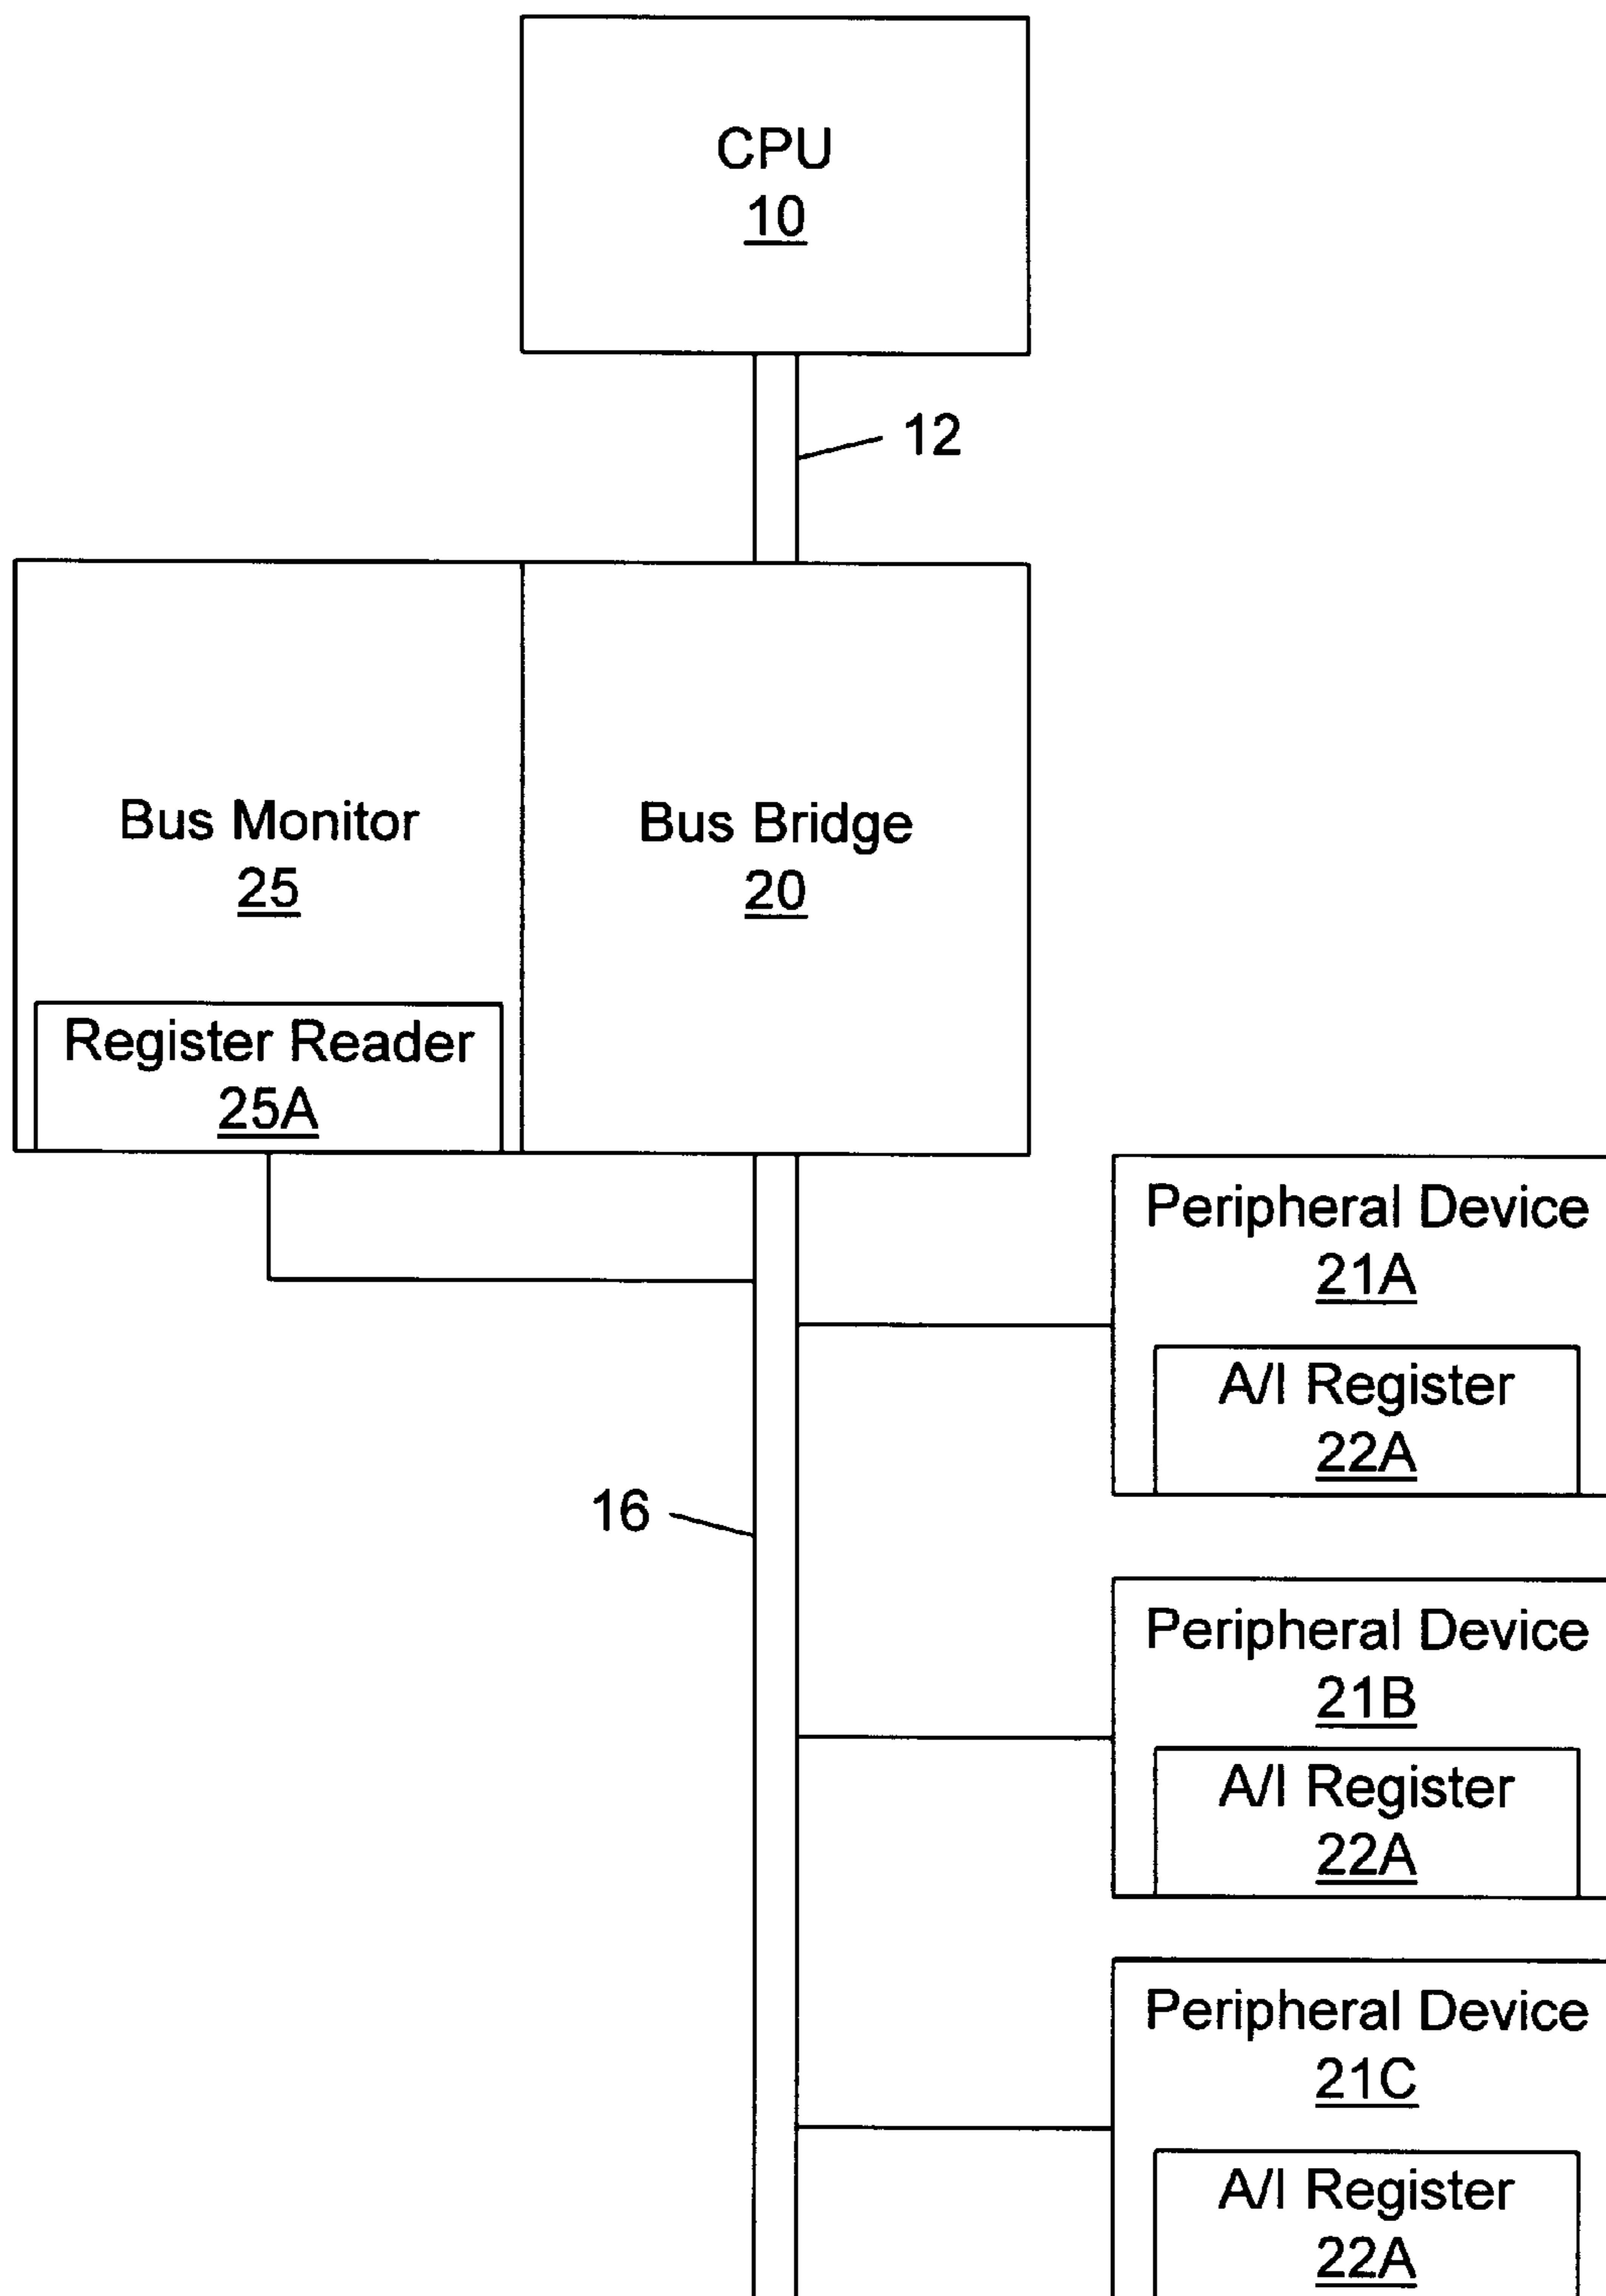 CPU
10
12
Bus Monitor
25
Bus Bridge
20
Register Reader
25A
Peripheral Device
21A
A/I Register
22A
16
Peripheral Device
21B
A/I Register
22A
Peripheral Device
21C
A/I Register
22A